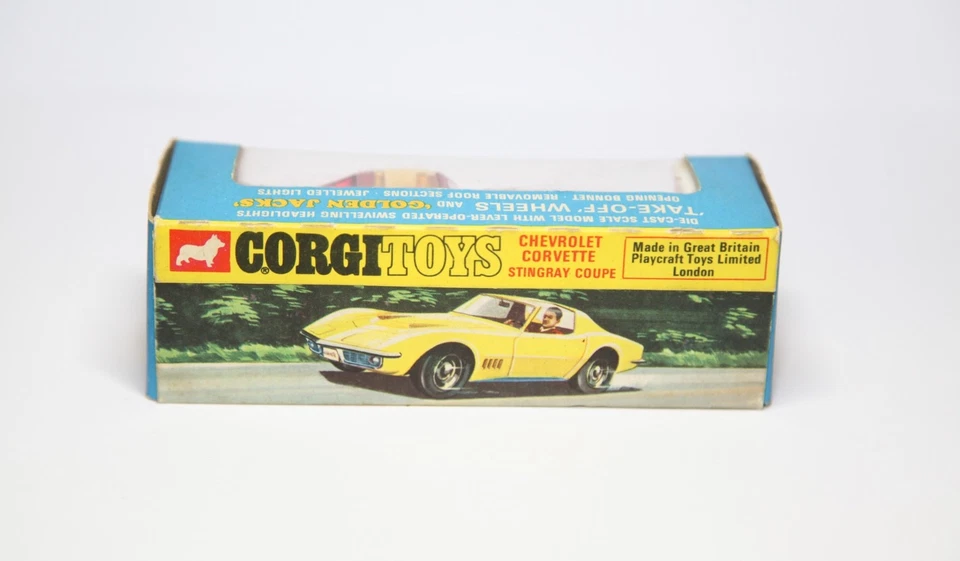 DIE-CAST SCALE MODEL WITH LEVER-OPERATED SWIVELLING HEADLIGHTS
'TAKE-OFF' WHEELS AND 'GOLDEN JACKS'
OPENING BONNET : REMOVABLE ROOF SECTIONS : JEWELLED LIGHTS
®CORGI TOYS
CHEVROLET
CORVETTE
STINGRAY COUPE
Made in Great Britain
Playcraft Toys Limited
London